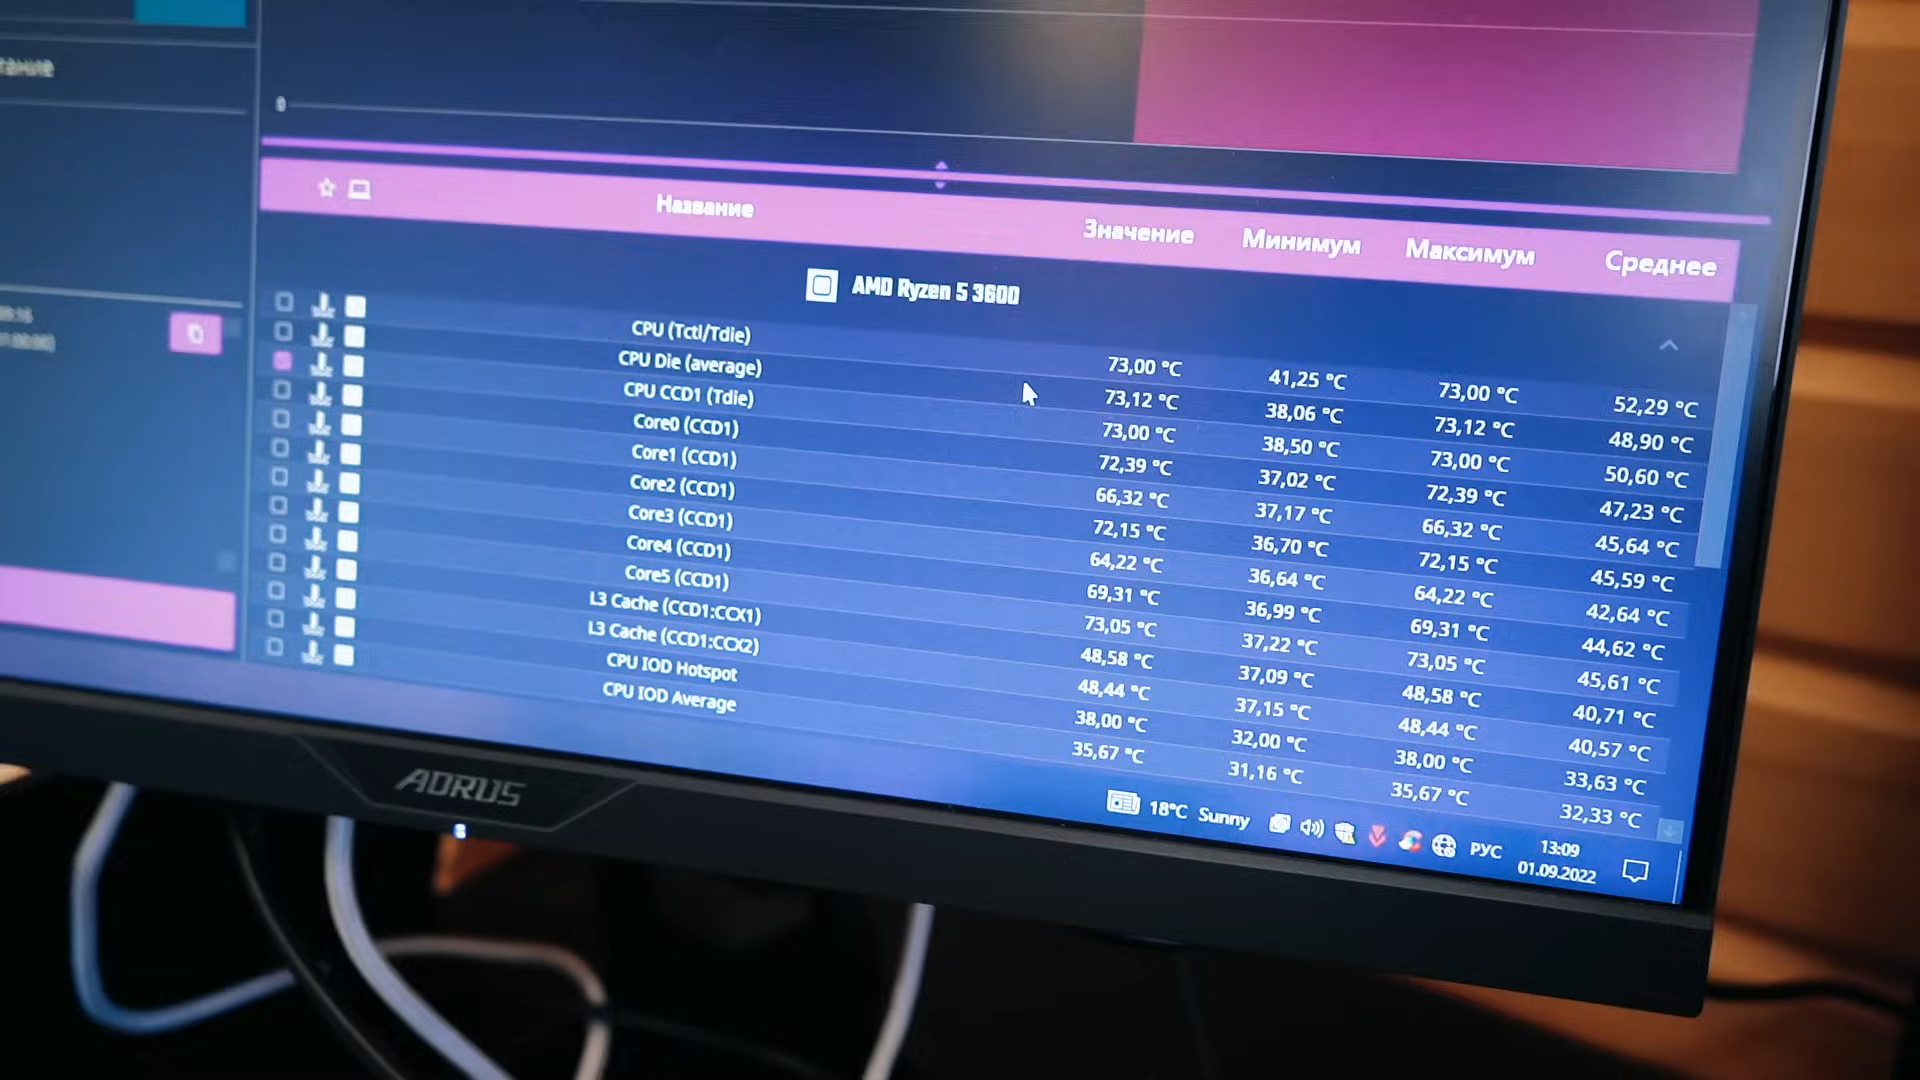 0
☆ Название Значение Минимум Максимум Среднее
AMD Ryzen 5 3600
CPU (Tctl/Tdie) 73,00 °C 41,25 °C 73,00 °C 52,29 °C
CPU Die (average) 73,12 °C 38,06 °C 73,12 °C 48,90 °C
CPU CCD1 (Tdie) 73,00 °C 38,50 °C 73,00 °C 50,60 °C
Core0 (CCD1) 72,39 °C 37,02 °C 72,39 °C 47,23 °C
Core1 (CCD1) 66,32 °C 37,17 °C 66,32 °C 45,64 °C
Core2 (CCD1) 72,15 °C 36,70 °C 72,15 °C 45,59 °C
Core3 (CCD1) 64,22 °C 36,64 °C 64,22 °C 42,64 °C
Core4 (CCD1) 69,31 °C 36,99 °C 69,31 °C 44,62 °C
Core5 (CCD1) 73,05 °C 37,22 °C 73,05 °C 45,61 °C
L3 Cache (CCD1:CCX1) 48,58 °C 37,09 °C 48,58 °C 40,71 °C
L3 Cache (CCD1:CCX2) 48,44 °C 37,15 °C 48,44 °C 40,57 °C
CPU IOD Hotspot 38,00 °C 32,00 °C 38,00 °C 33,63 °C
CPU IOD Average 35,67 °C 31,16 °C 35,67 °C 32,33 °C
18°C Sunny РУС 13:09
01.09.2022
AORUS